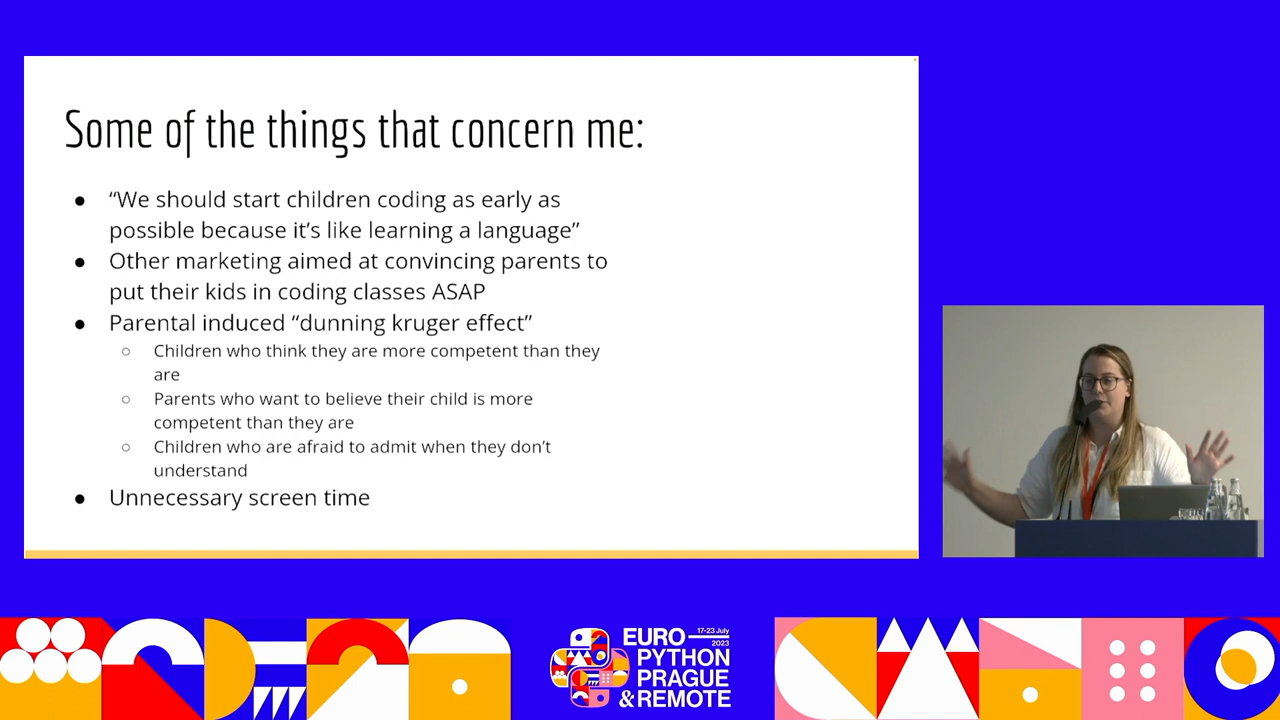 Some of the things that concern me:
● “We should start children coding as early as
possible because it’s like learning a language”
● Other marketing aimed at convincing parents to
put their kids in coding classes ASAP
● Parental induced “dunning kruger effect”
○ Children who think they are more competent than they
are
○ Parents who want to believe their child is more
competent than they are
○ Children who are afraid to admit when they don’t
understand
● Unnecessary screen time
EURO 17-23 July
2023
PYTHON
PRAGUE
& REMOTE